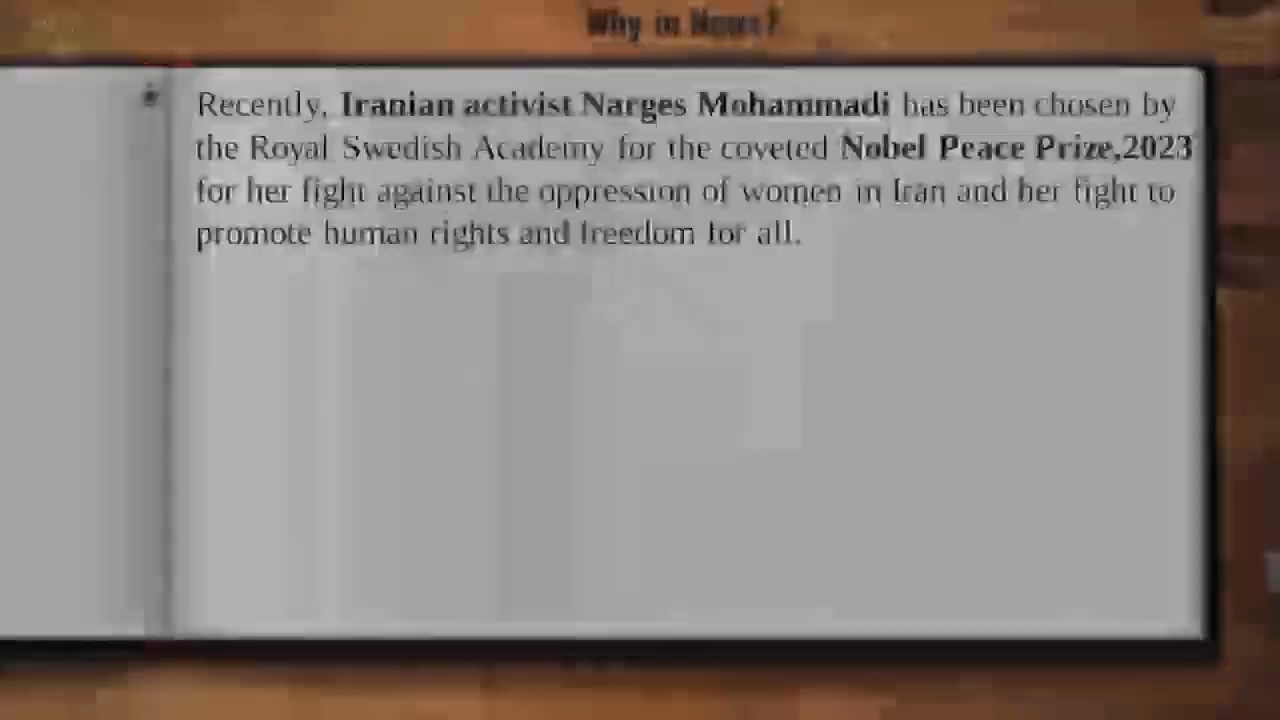 Why in News?
Recently, Iranian activist Narges Mohammadi has been chosen by
the Royal Swedish Academy for the coveted Nobel Peace Prize,2023
for her fight against the oppression of women in Iran and her fight to
promote human rights and freedom for all.